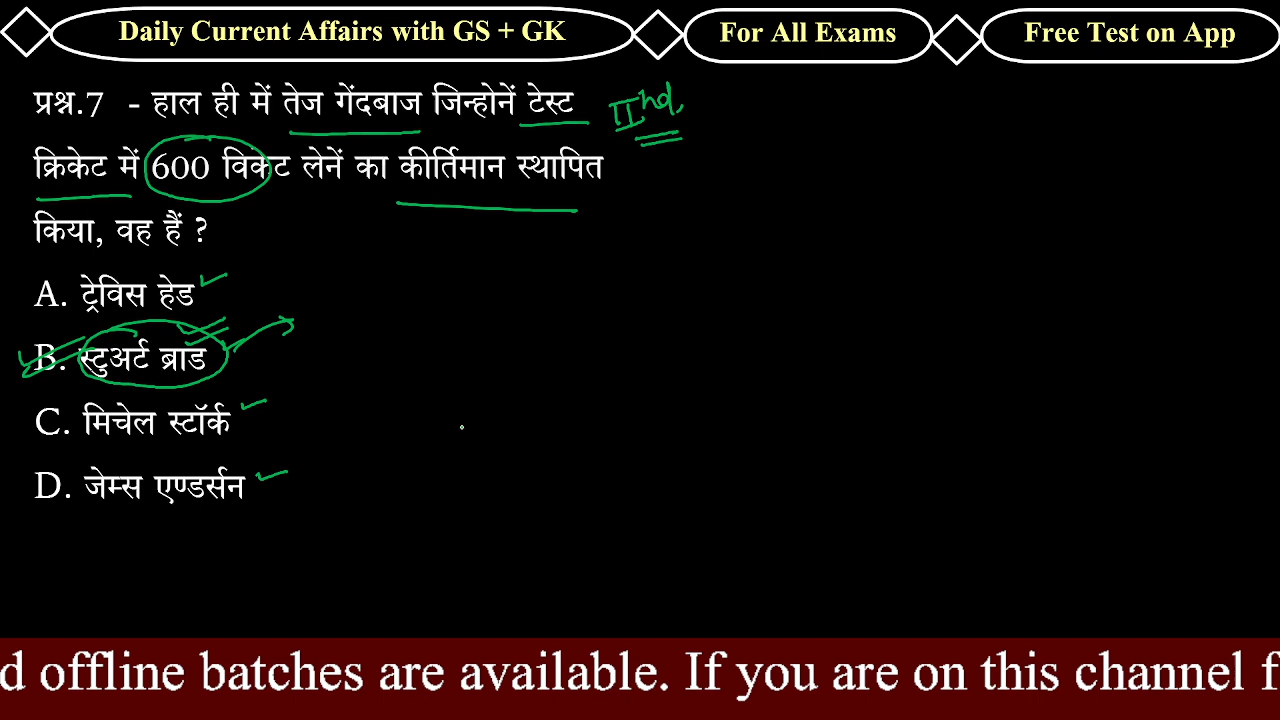 Daily Current Affairs with GS + GK
For All Exams
Free Test on App
प्रश्न.7 - हाल ही में तेज गेंदबाज जिन्होनें टेस्ट
IInd,
क्रिकेट में 600 विकेट लेनें का कीर्तिमान स्थापित
किया, वह हैं ?
A. ट्रेविस हेड
B. स्टुअर्ट ब्राड
C. मिचेल स्टॉर्क
D. जेम्स एण्डर्सन
d offline batches are available. If you are on this channel f